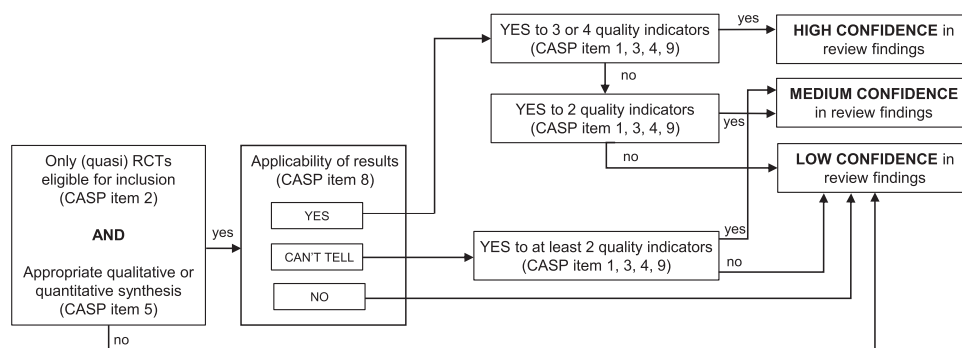 Only (quasi) RCTs
eligible for inclusion
(CASP item 2)
AND
Appropriate qualitative or
quantitative synthesis
(CASP item 5)
yes
no
Applicability of results
(CASP item 8)
YES
CAN'T TELL
NO
YES to 3 or 4 quality indicators
(CASP item 1, 3, 4, 9)
yes
no
YES to 2 quality indicators
(CASP item 1, 3, 4, 9)
yes
no
YES to at least 2 quality indicators
(CASP item 1, 3, 4, 9)
yes
no
HIGH CONFIDENCE in
review findings
MEDIUM CONFIDENCE
in review findings
LOW CONFIDENCE in
review findings